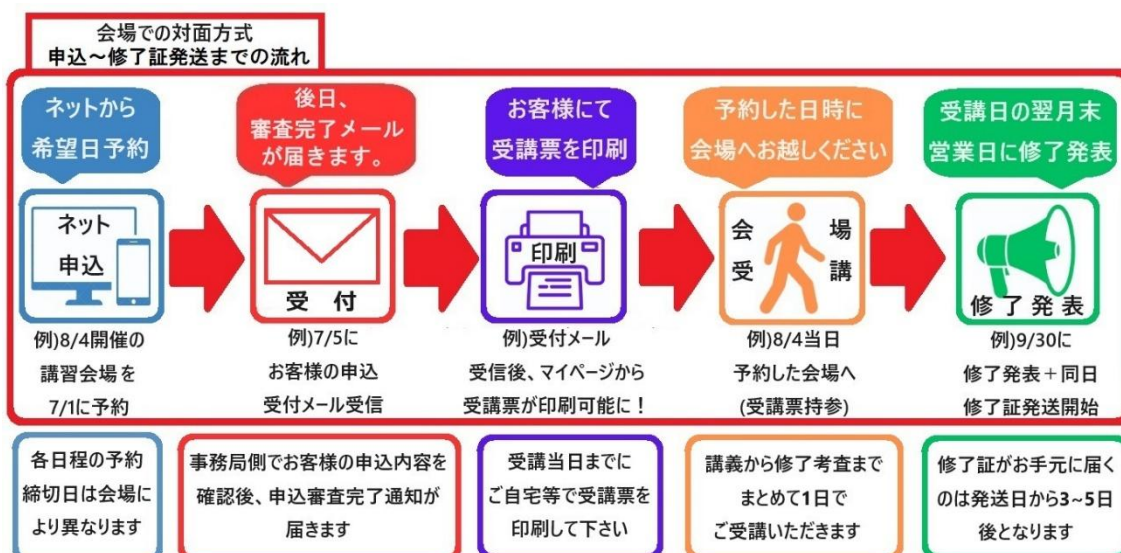 会場での対面方式
申込～修了証発送までの流れ
ネットから
希望日予約
後日、
審査完了メール
が届きます。
お客様にて
受講票を印刷
予約した日時に
会場へお越しください
受講日の翌月末
営業日に修了発表
ネット
申込
受付
印刷
会場
受講
修了発表
例)8/4開催の
講習会場を
7/1に予約
例)7/5に
お客様の申込
受付メール受信
例)受付メール
受信後、マイページから
受講票が印刷可能に！
例)8/4当日
予約した会場へ
(受講票持参)
例)9/30に
修了発表＋同日
修了証発送開始
各日程の予約
締切日は会場に
より異なります
事務局側でお客様の申込内容を
確認後、申込審査完了通知が
届きます
受講当日までに
ご自宅等で受講票を
印刷して下さい
講義から修了考査まで
まとめて1日で
ご受講いただきます
修了証がお手元に届く
のは発送日から3~5日
後となります